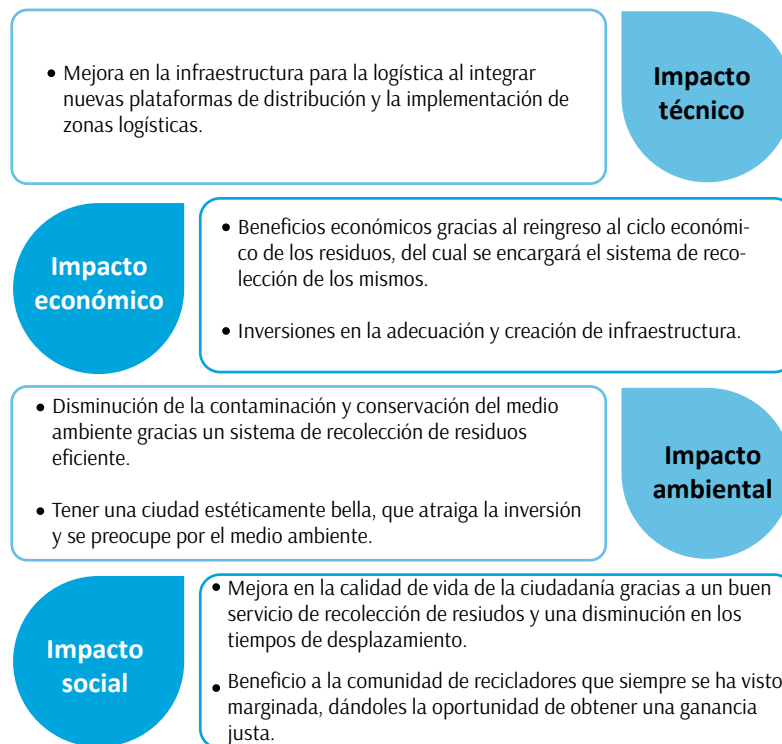 • Mejora en la infraestructura para la logística al integrar
nuevas plataformas de distribución y la implementación de
zonas logísticas.
Impacto
técnico
Impacto
económico
• Beneficios económicos gracias al reingreso al ciclo económi-
co de los residuos, del cual se encargará el sistema de reco-
lección de los mismos.
• Inversiones en la adecuación y creación de infraestructura.
• Disminución de la contaminación y conservación del medio
ambiente gracias un sistema de recolección de residuos
eficiente.
• Tener una ciudad estéticamente bella, que atraiga la inversión
y se preocupe por el medio ambiente.
Impacto
ambiental
Impacto
social
• Mejora en la calidad de vida de la ciudadanía gracias a un buen
servicio de recolección de resiudos y una disminución en los
tiempos de desplazamiento.
• Beneficio a la comunidad de recicladores que siempre se ha visto
marginada, dándoles la oportunidad de obtener una ganancia
justa.